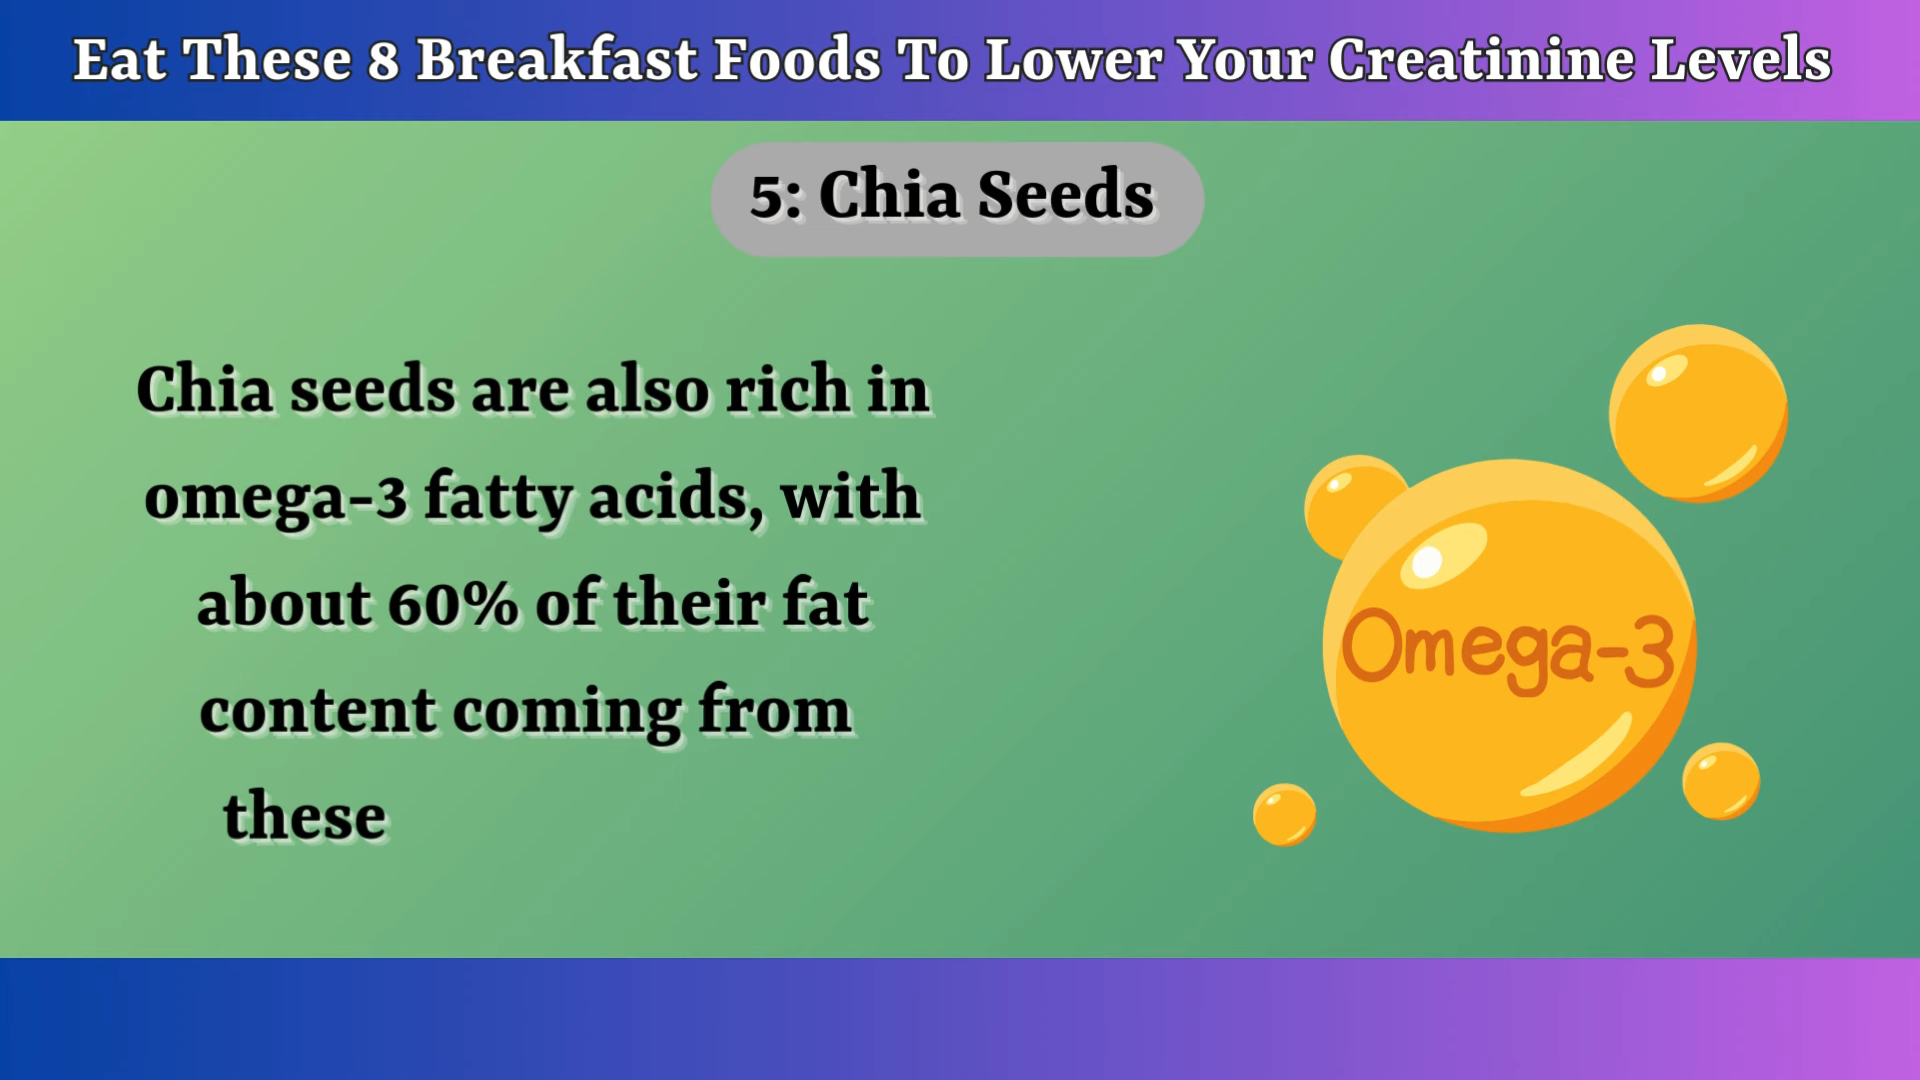 Eat These 8 Breakfast Foods To Lower Your Creatinine Levels
5: Chia Seeds
Chia seeds are also rich in
omega-3 fatty acids, with
about 60% of their fat
content coming from
these
Omega-3